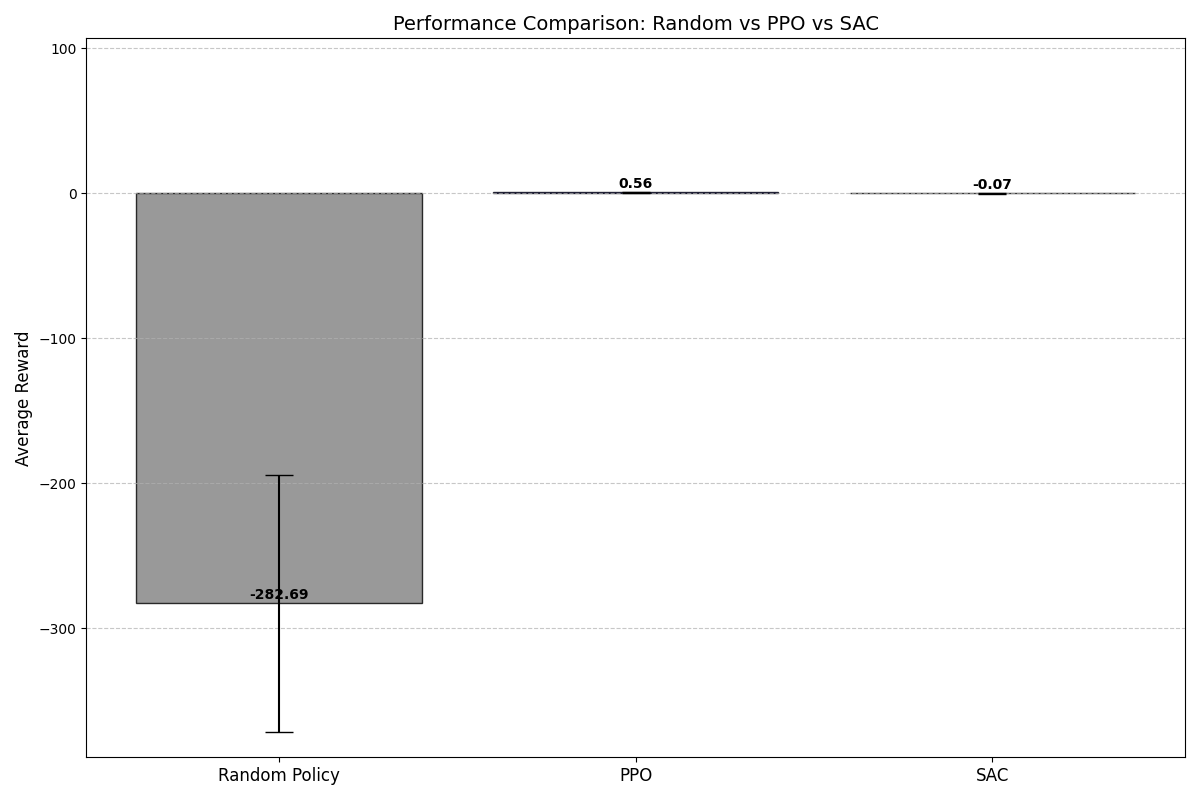 Performance Comparison: Random vs PPO vs SAC
100
0
−100
−200
−300
Average Reward
-282.69
0.56
-0.07
Random Policy
PPO
SAC